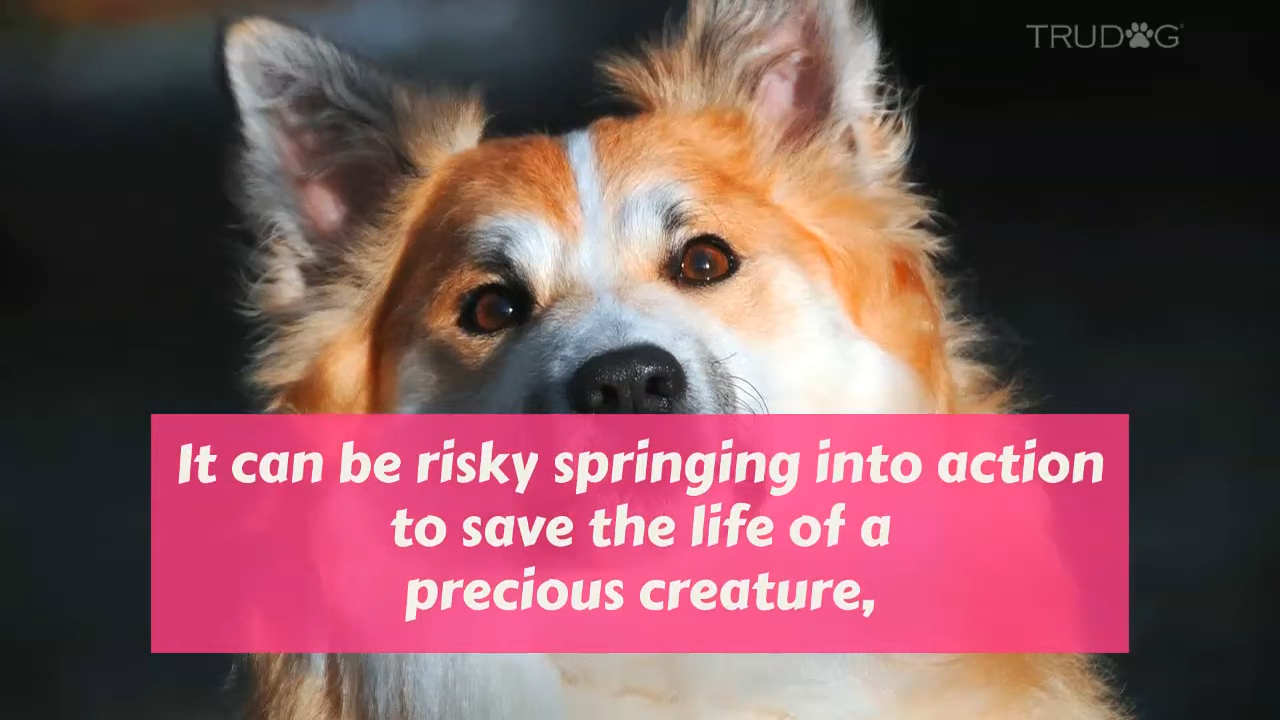 TRUDOG
It can be risky springing into action
to save the life of a
precious creature,